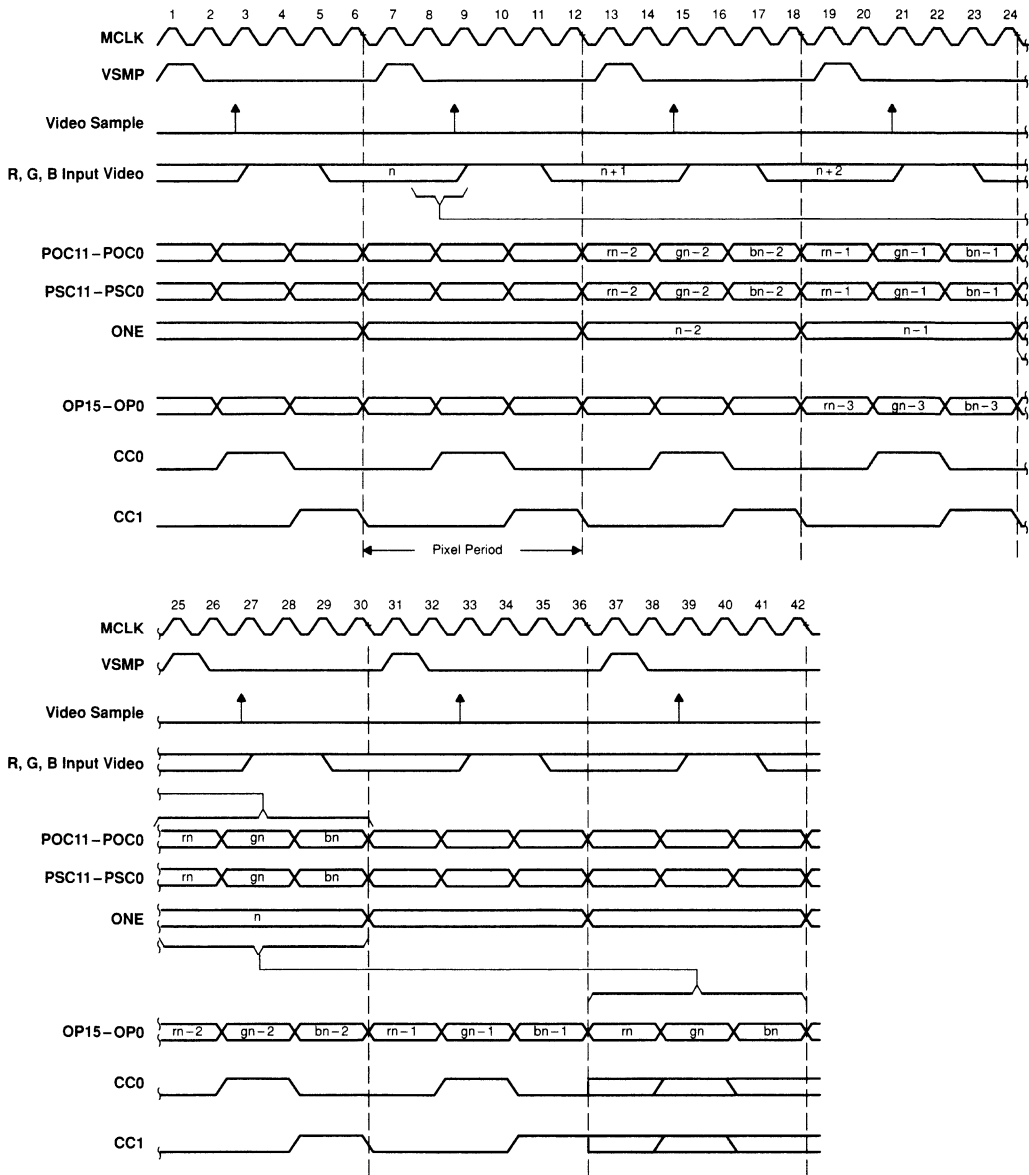 1 2 3 4 5 6 7 8 9 10 11 12 13 14 15 16 17 18 19 20 21 22 23 24
MCLK
VSMP
Video Sample
R, G, B Input Video n n+1 n+2
POC11–POC0 rn–2 gn–2 bn–2 rn–1 gn–1 bn–1
PSC11–PSC0 rn–2 gn–2 bn–2 rn–1 gn–1 bn–1
ONE n–2 n–1
OP15–OP0 rn–3 gn–3 bn–3
CC0
CC1
Pixel Period
25 26 27 28 29 30 31 32 33 34 35 36 37 38 39 40 41 42
MCLK
VSMP
Video Sample
R, G, B Input Video
POC11–POC0 rn gn bn
PSC11–PSC0 rn gn bn
ONE n
OP15–OP0 rn–2 gn–2 bn–2 rn–1 gn–1 bn–1 rn gn bn
CC0
CC1